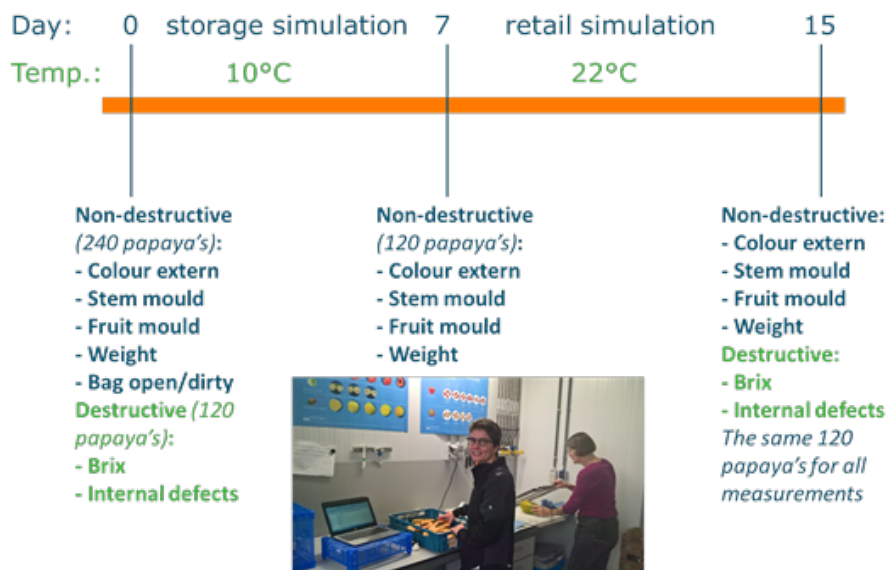 Day: 0 storage simulation 7 retail simulation 15
Temp.: 10°C 22°C
Non-destructive
(240 papaya's):
- Colour extern
- Stem mould
- Fruit mould
- Weight
- Bag open/dirty
Destructive (120
papaya's):
- Brix
- Internal defects
Non-destructive
(120 papaya's):
- Colour extern
- Stem mould
- Fruit mould
- Weight
Non-destructive:
- Colour extern
- Stem mould
- Fruit mould
- Weight
Destructive:
- Brix
- Internal defects
The same 120
papaya's for all
measurements